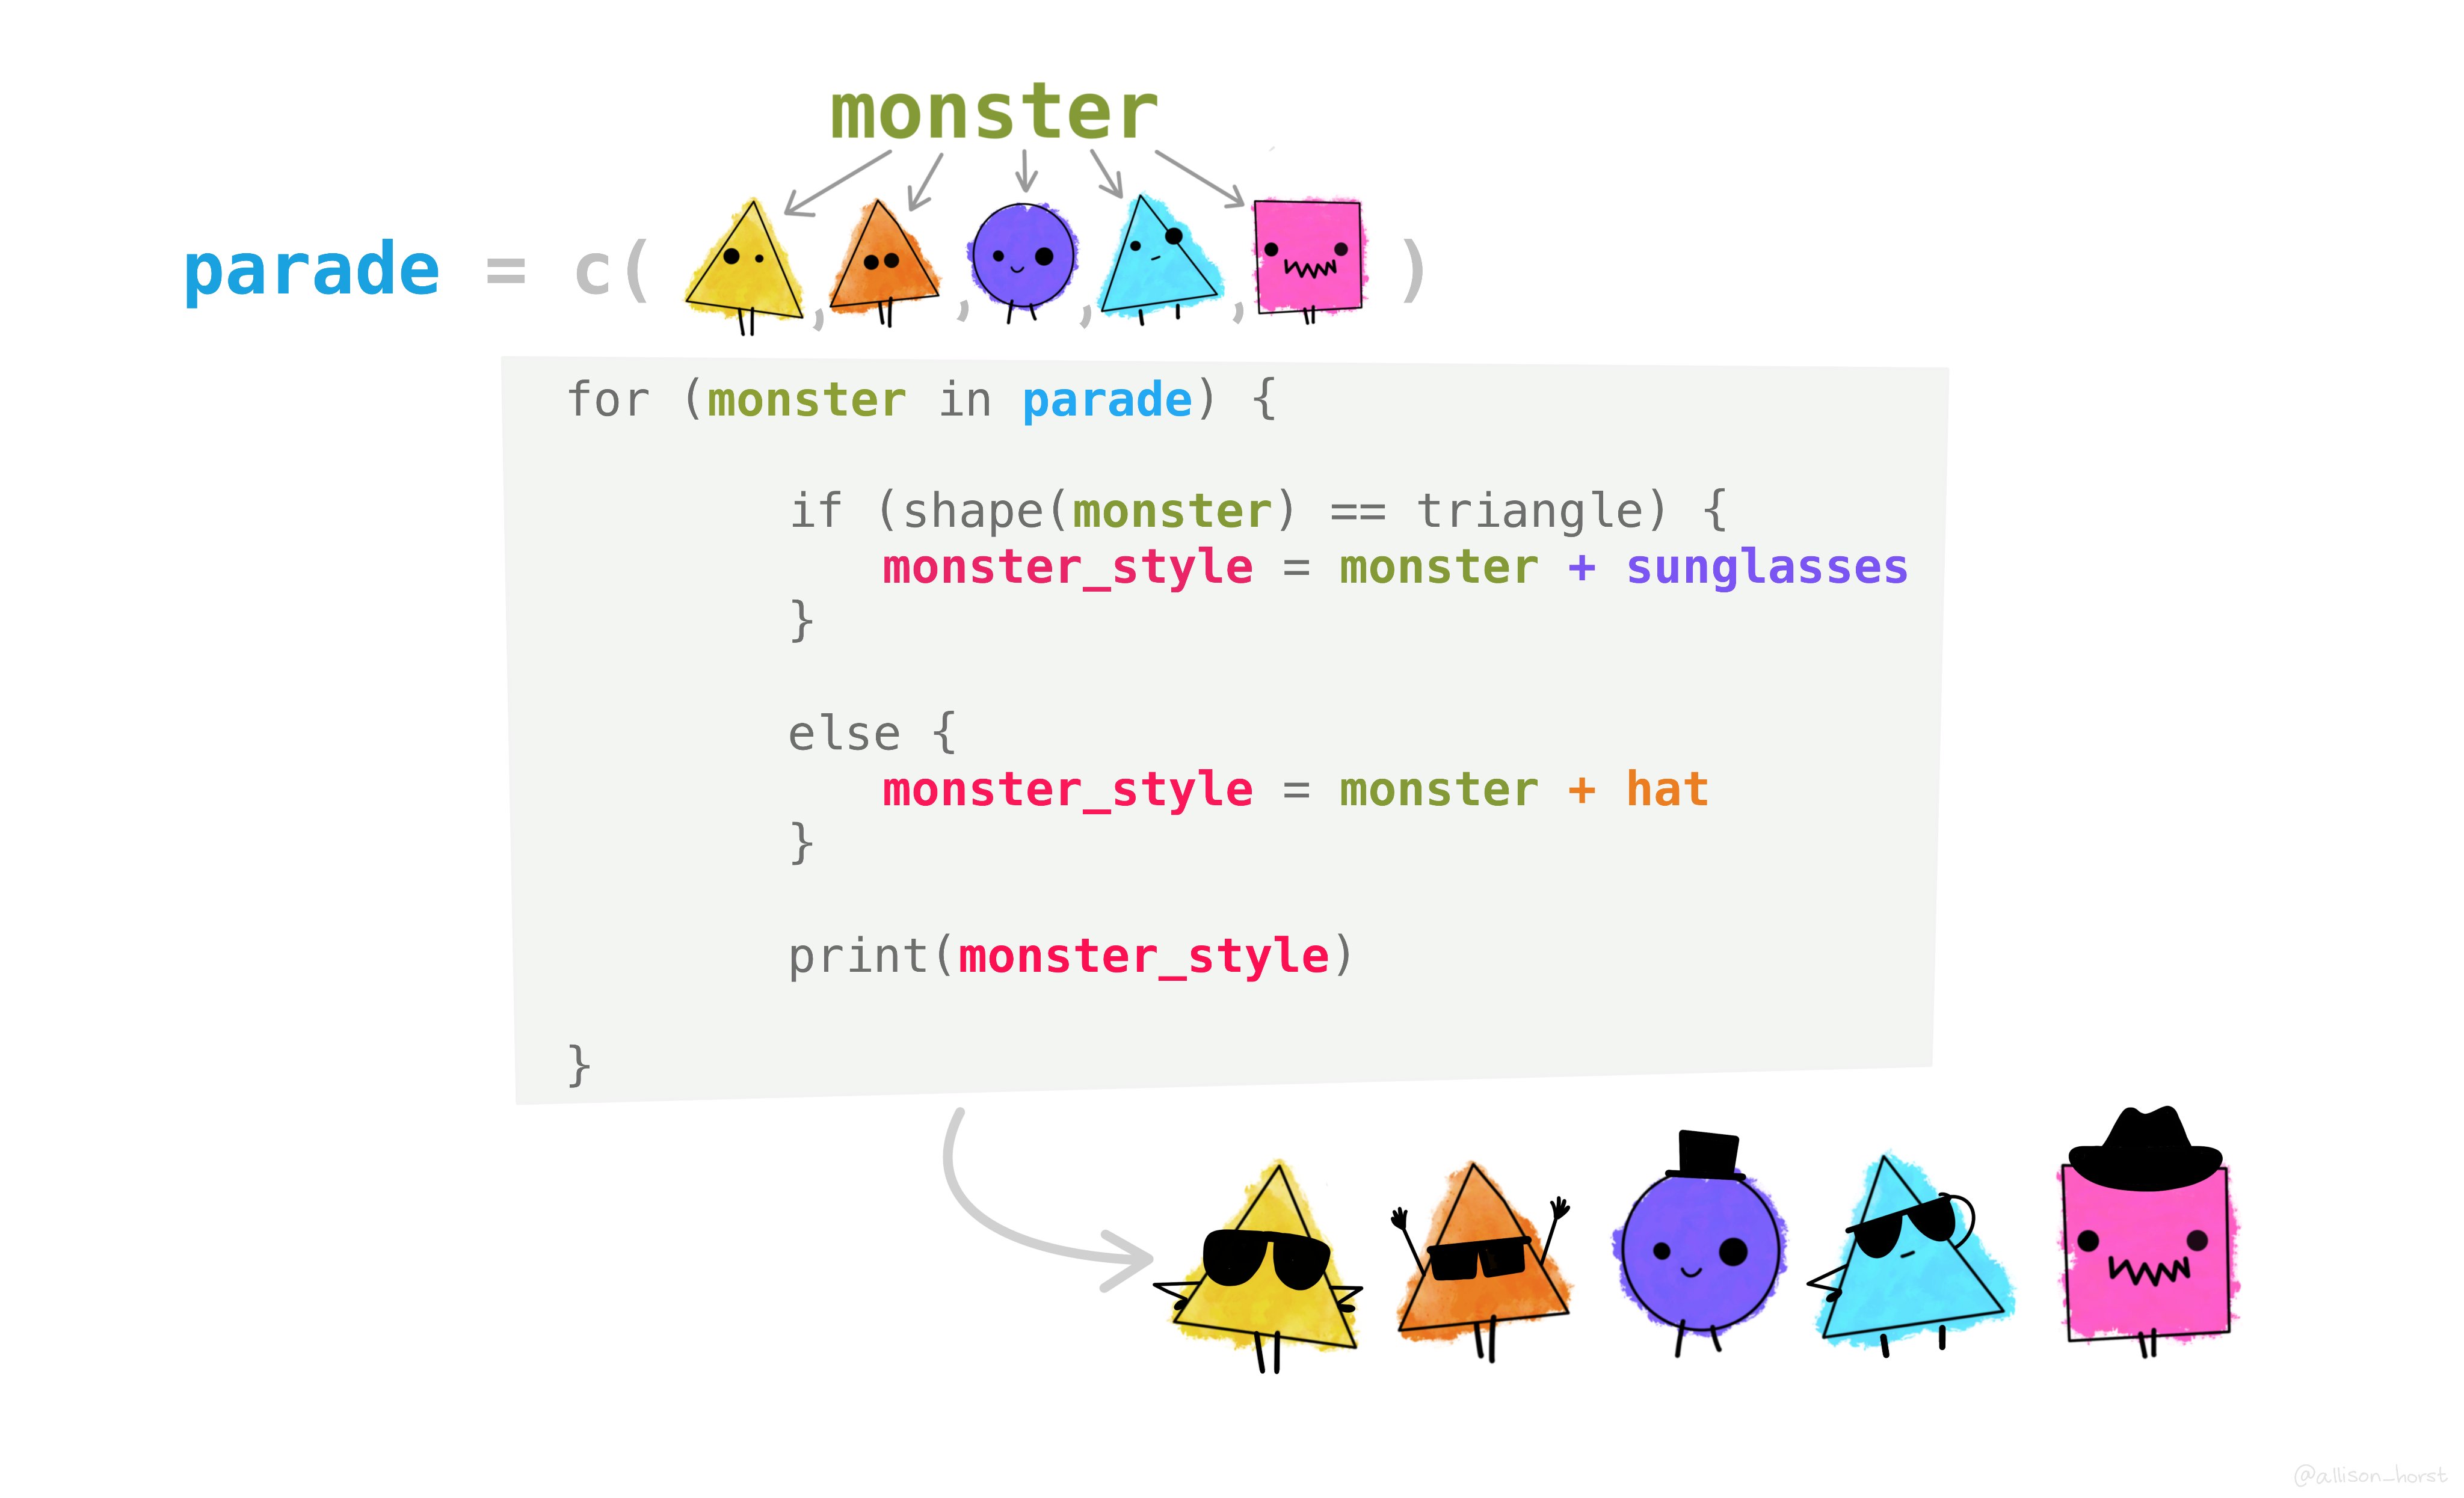 monster
parade = c( , , , , )
for (monster in parade) {
if (shape(monster) == triangle) {
monster_style = monster + sunglasses
}
else {
monster_style = monster + hat
}
print(monster_style)
}
@allison_horst